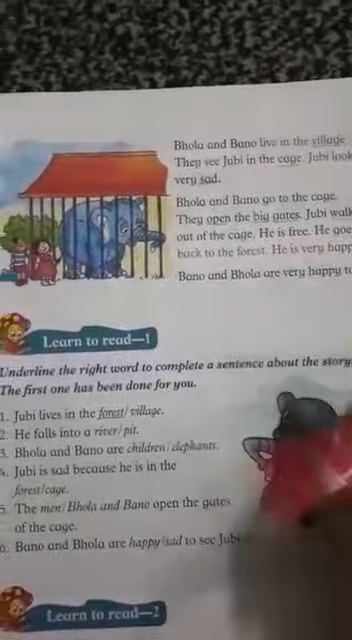 Bhola and Bano live in the village.
They see Jubi in the cage. Jubi
very sad.
Bhola and Bano go to the cage.
They open the big gates. Jubi
out of the cage. He is free. He
back to the forest. He is very
Bano and Bhola are very happy
Learn to read—1
Underline the right word to complete a sentence about the story.
The first one has been done for you.
1. Jubi lives in the forest/village.
2. He falls into a river/pit.
3. Bhola and Bano are children/elephants.
4. Jubi is sad because he is in the
forest/cage.
5. The men/Bhola and Bano open the gates
of the cage.
6. Bano and Bhola are happy/sad to see Jubi
Learn to read—2